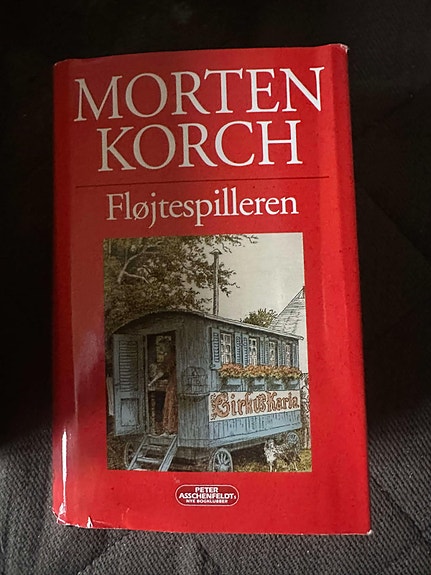 MORTEN
KORCH
Fløjtespilleren
Cirkus Karla
PETER
ASSCHENFELDTs
NYE BOGKLUBBER